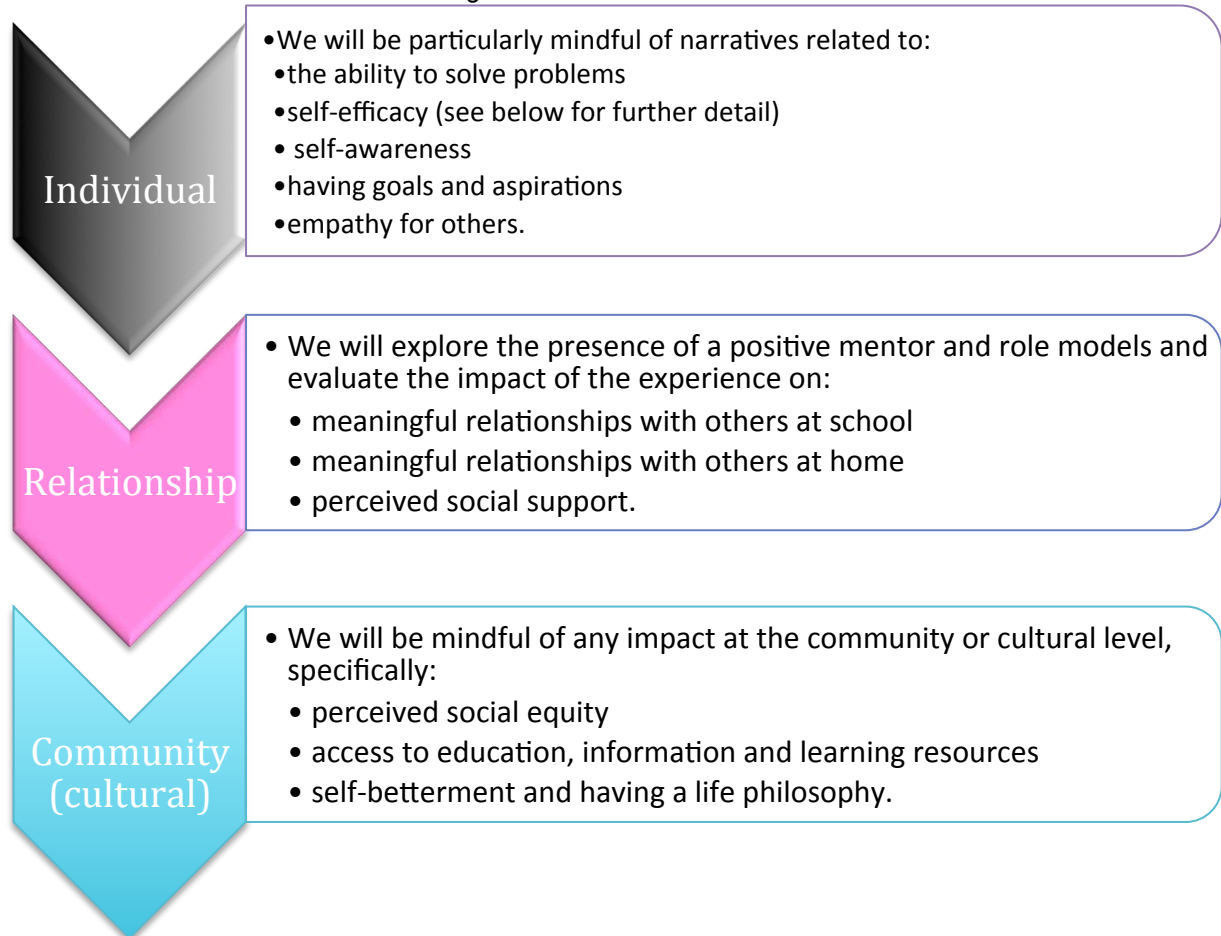 Individual
•We will be particularly mindful of narratives related to:
•the ability to solve problems
•self-efficacy (see below for further detail)
• self-awareness
•having goals and aspirations
•empathy for others.
Relationship
• We will explore the presence of a positive mentor and role models and
evaluate the impact of the experience on:
• meaningful relationships with others at school
• meaningful relationships with others at home
• perceived social support.
Community
(cultural)
• We will be mindful of any impact at the community or cultural level,
specifically:
• perceived social equity
• access to education, information and learning resources
• self-betterment and having a life philosophy.